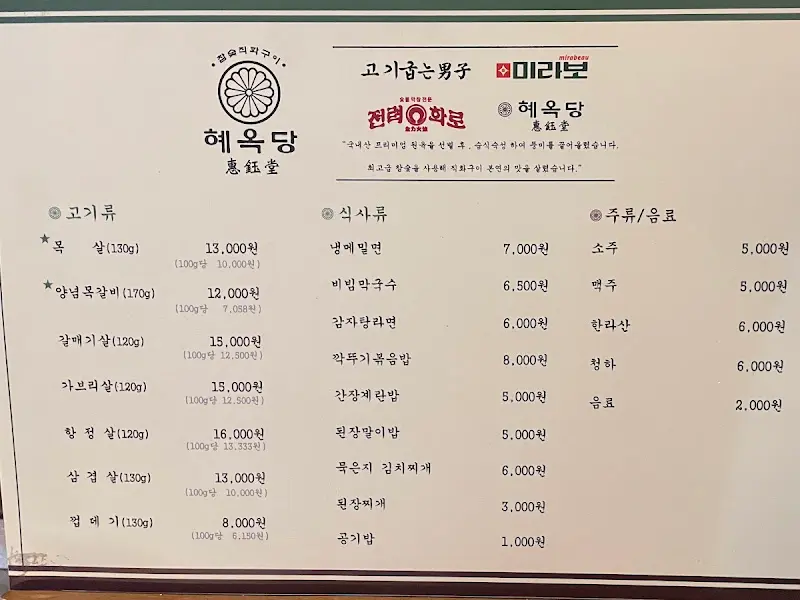 참숯직화구이
혜옥당
惠鈺堂
고기굽는男子
mirabeau
미라보
전력화로
혜옥당
惠鈺堂
"국내산 프리미엄 원육을 선별 후, 습식숙성 하여 풍미를 끌어올렸습니다.
최고급 참숯을 사용해 직화구이 본연의 맛을 살렸습니다."
고기류
★목 살(130g) 13,000원
(100g당 10,000원)
★양념목갈비(170g) 12,000원
(100g당 7,058원)
갈매기살(120g) 15,000원
(100g당 12,500원)
가브리살(120g) 15,000원
(100g당 12,500원)
항정살(120g) 16,000원
(100g당 13,333원)
삼겹살(130g) 13,000원
(100g당 10,000원)
껍데기(130g) 8,000원
(100g당 6,150원)
식사류
냉메밀면 7,000원
비빔막국수 6,500원
감자탕라면 6,000원
깍뚜기볶음밥 8,000원
간장계란밥 5,000원
된장말이밥 5,000원
묵은지 김치찌개 6,000원
된장찌개 3,000원
공기밥 1,000원
주류/음료
소주 5,000원
맥주 5,000원
한라산 6,000원
청하 6,000원
음료 2,000원